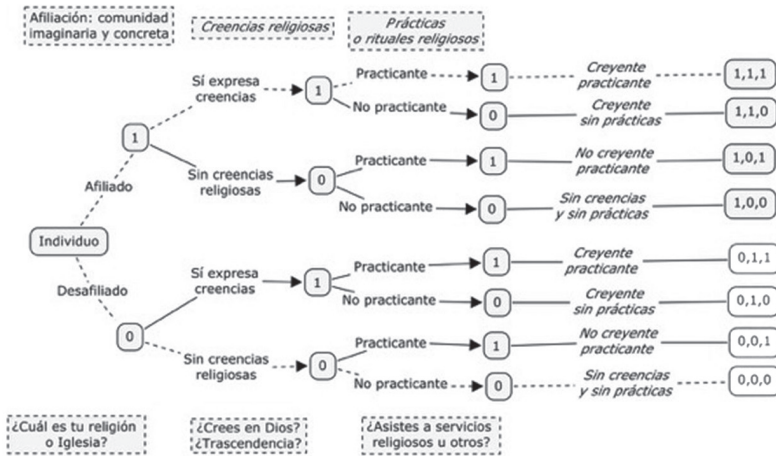 Afiliación: comunidad
imaginaria y concreta
Creencias religiosas
Prácticas
o rituales religiosos
Sí expresa
creencias
1
Practicante
1
Creyente
practicante
1,1,1
No practicante
0
Creyente
sin prácticas
1,1,0
1
Afiliado
Sin creencias
religiosas
0
Practicante
1
No creyente
practicante
1,0,1
No practicante
0
Sin creencias
y sin prácticas
1,0,0
Individuo
Desafiliado
0
Sí expresa
creencias
1
Practicante
1
Creyente
practicante
0,1,1
No practicante
0
Creyente
sin prácticas
0,1,0
Sin creencias
religiosas
0
Practicante
1
No creyente
practicante
0,0,1
No practicante
0
Sin creencias
y sin prácticas
0,0,0
¿Cuál es tu religión
o Iglesia?
¿Crees en Dios?
¿Trascendencia?
¿Asistes a servicios
religiosos u otros?